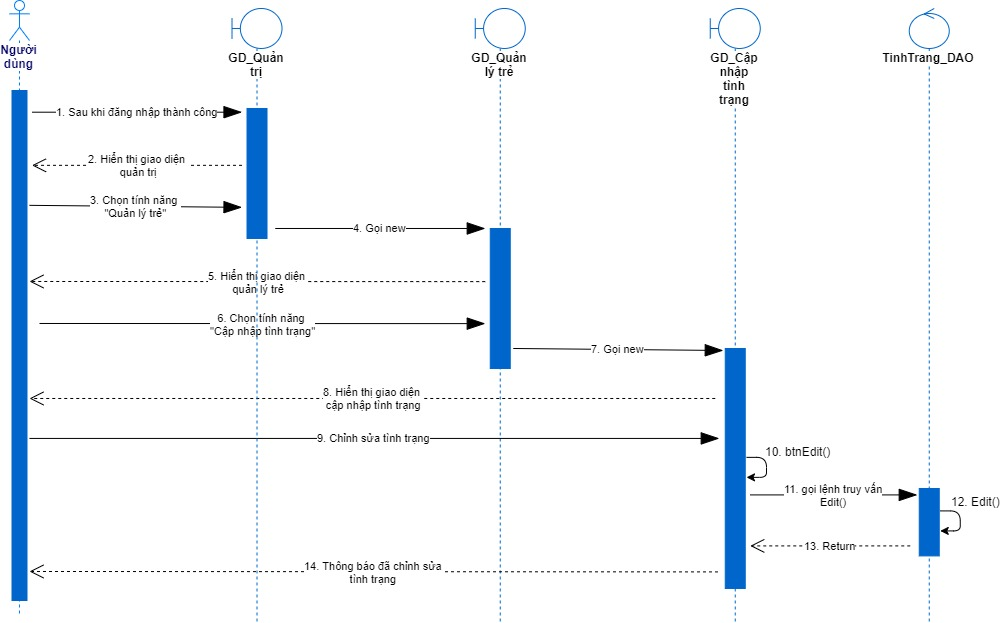 Người
dùng
GD_Quản
trị
GD_Quản
lý trẻ
GD_Cập
nhập
tình
trạng
TinhTrang_DAO
1. Sau khi đăng nhập thành công
2. Hiển thị giao diện
quản trị
3. Chọn tính năng
"Quản lý trẻ"
4. Gọi new
5. Hiển thị giao diện
quản lý trẻ
6. Chọn tính năng
"Cập nhập tình trạng"
7. Gọi new
8. Hiển thị giao diện
cập nhập tình trạng
9. Chỉnh sửa tình trạng
10. btnEdit()
11. gọi lênh truy vấn
Edit()
12. Edit()
13. Return
14. Thông báo đã chỉnh sửa
tình trạng